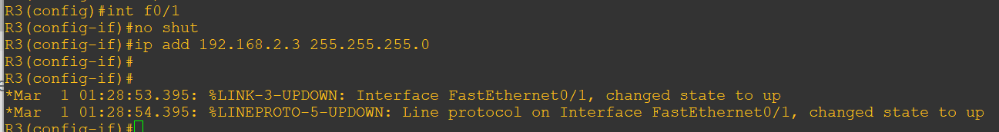 R3(config)#int f0/1
R3(config-if)#no shut
R3(config-if)#ip add 192.168.2.3 255.255.255.0
R3(config-if)#
R3(config-if)#
*Mar  1 01:28:53.395: %LINK-3-UPDOWN: Interface FastEthernet0/1, changed state to up
*Mar  1 01:28:54.395: %LINEPROTO-5-UPDOWN: Line protocol on Interface FastEthernet0/1, changed state to up
R3(config-if)#